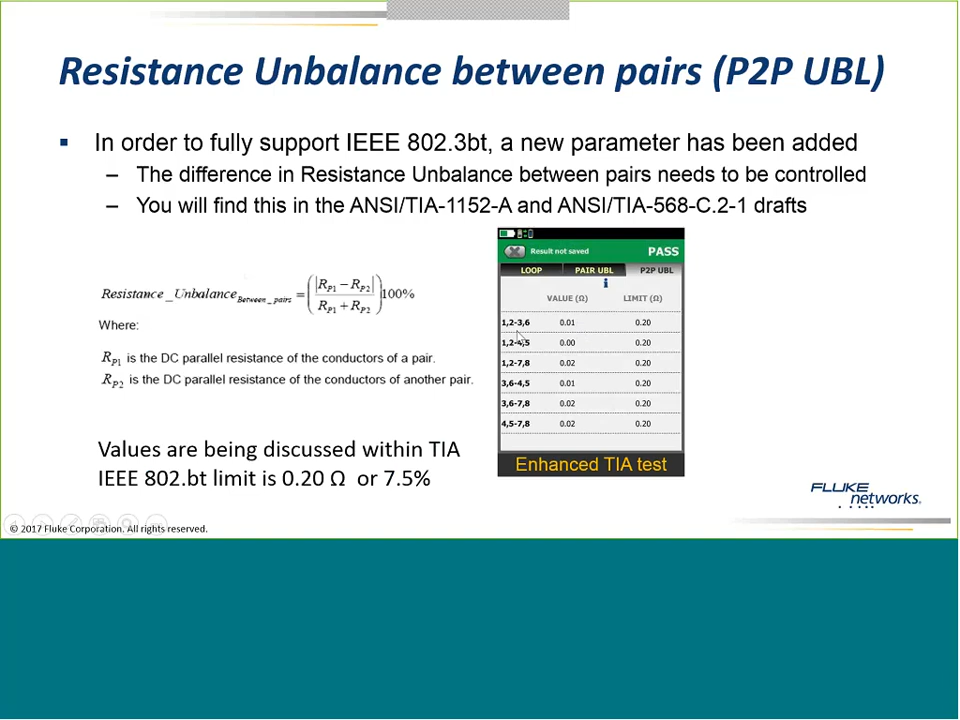 Resistance Unbalance between pairs (P2P UBL)
▪ In order to fully support IEEE 802.3bt, a new parameter has been added
– The difference in Resistance Unbalance between pairs needs to be controlled
– You will find this in the ANSI/TIA-1152-A and ANSI/TIA-568-C.2-1 drafts
Resistance_Unbalance Between_pairs = (|R_P1 − R_P2| / R_P1 + R_P2) 100%
Where:
R_P1 is the DC parallel resistance of the conductors of a pair.
R_P2 is the DC parallel resistance of the conductors of another pair.
Values are being discussed within TIA
IEEE 802.bt limit is 0.20 Ω or 7.5%
Result not saved PASS
LOOP PAIR UBL P2P UBL
i
VALUE (Ω) LIMIT (Ω)
1,2-3,6 0.01 0.20
1,2-4,5 0.00 0.20
1,2-7,8 0.02 0.20
3,6-4,5 0.01 0.20
3,6-7,8 0.02 0.20
4,5-7,8 0.02 0.20
Enhanced TIA test
FLUKE
networks.
© 2017 Fluke Corporation. All rights reserved.